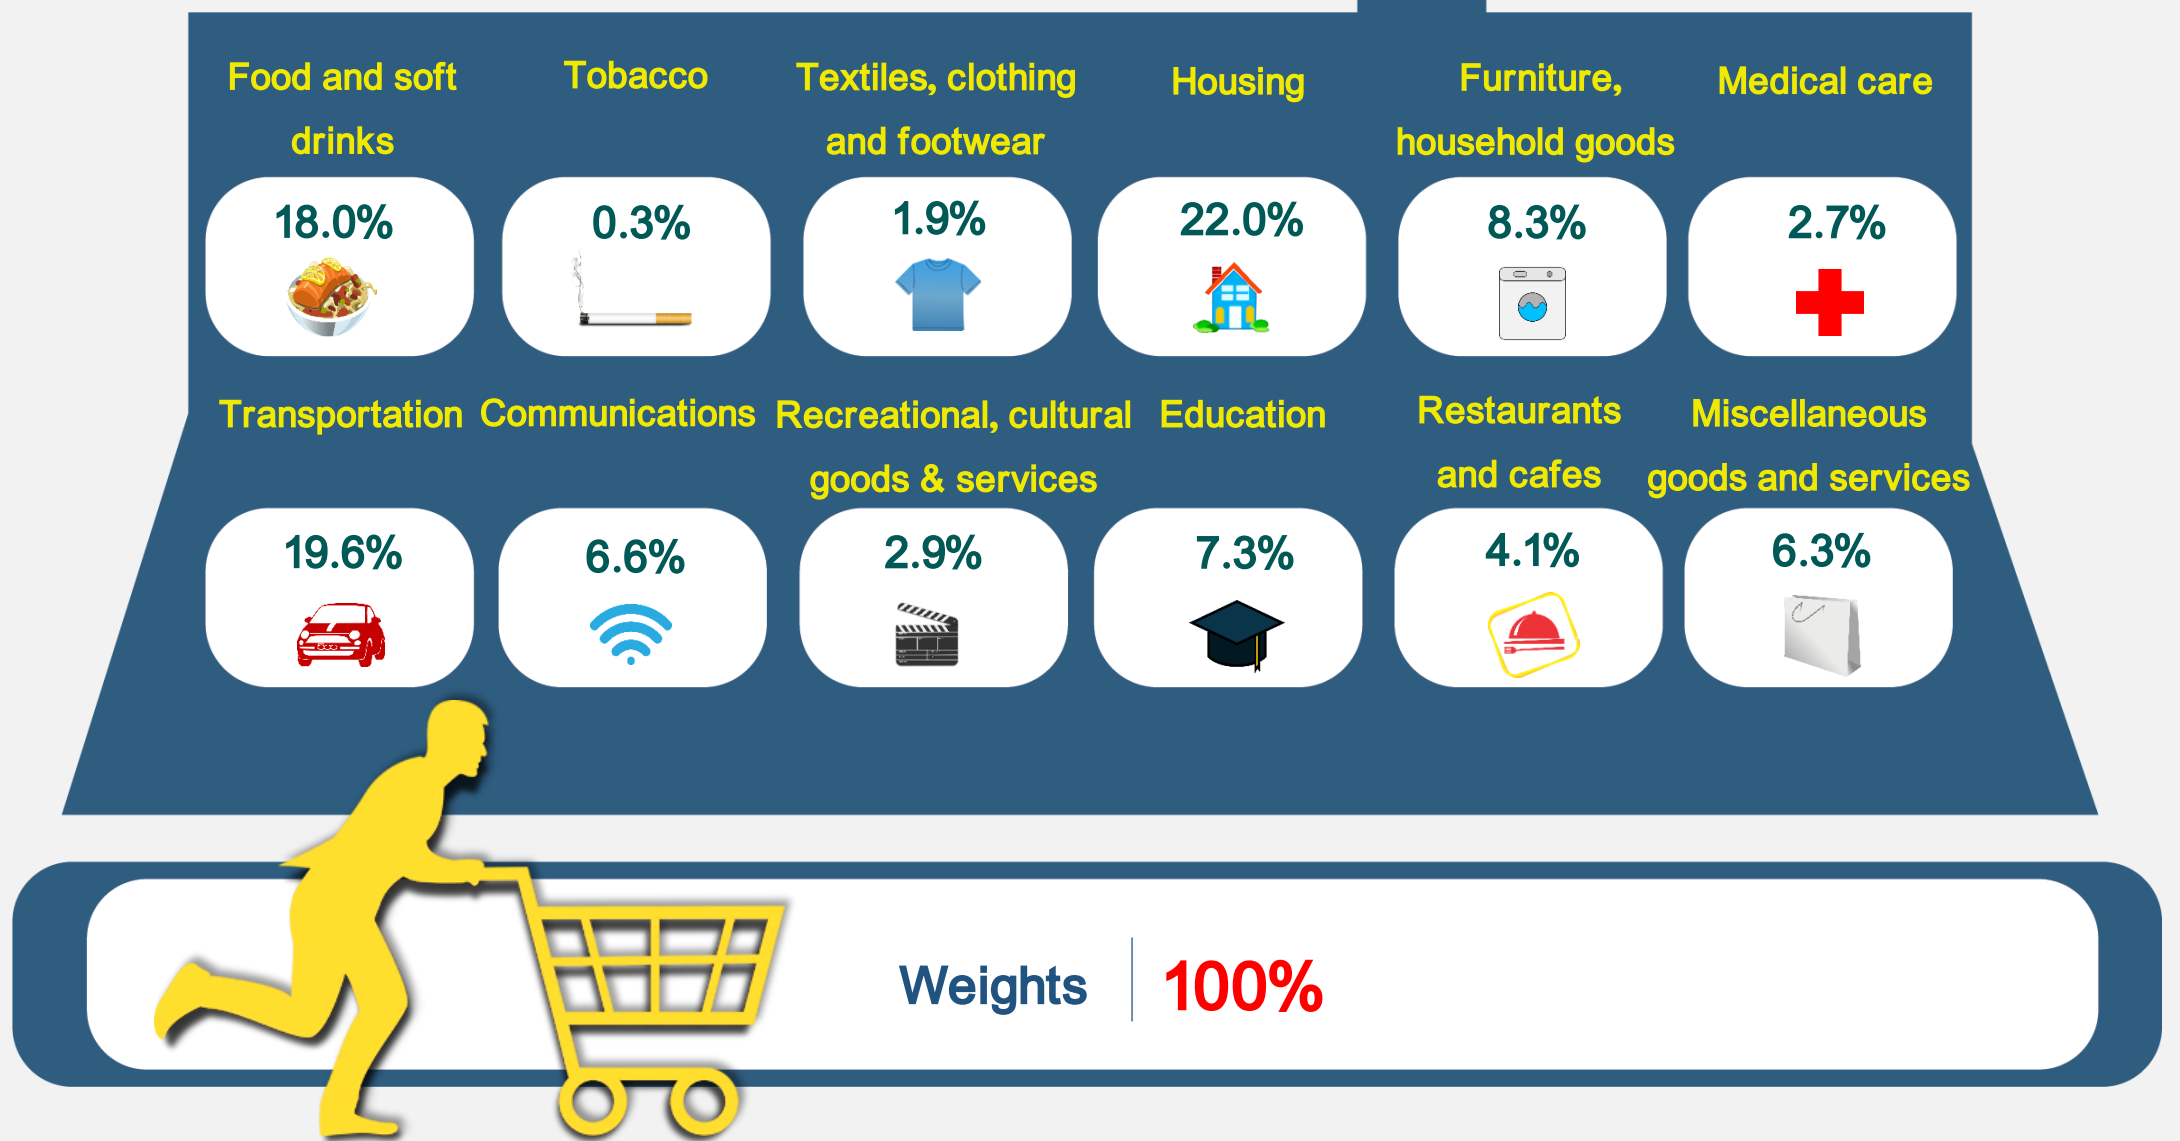 Food and soft
drinks
18.0%
Tobacco
0.3%
Textiles, clothing
and footwear
1.9%
Housing
22.0%
Furniture,
household goods
8.3%
Medical care
2.7%
Transportation
19.6%
Communications
6.6%
Recreational, cultural
goods & services
2.9%
Education
7.3%
Restaurants
and cafes
4.1%
Miscellaneous
goods and services
6.3%
Weights
100%